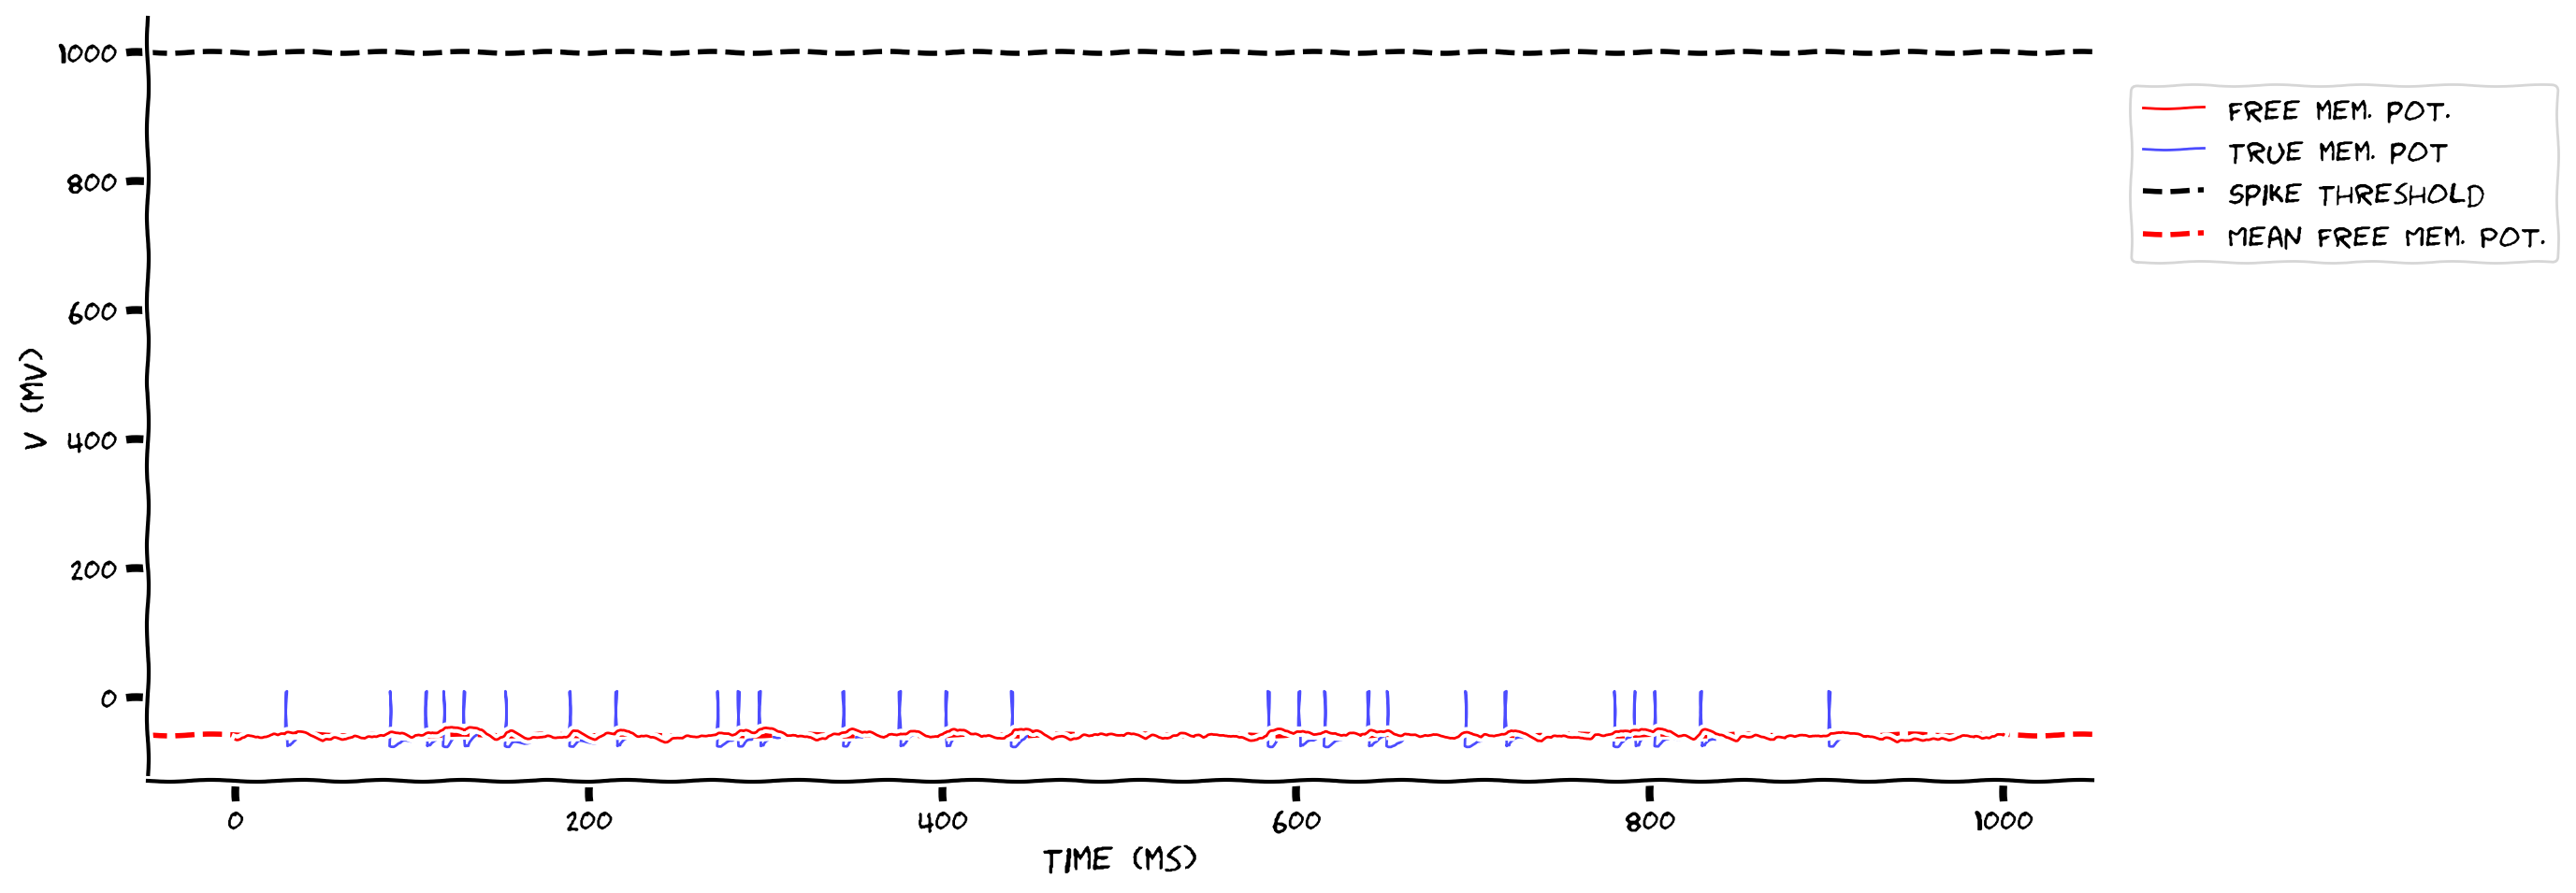 1000
800
600
400
200
0
V (MV)
0 200 400 600 800 1000
TIME (MS)
FREE MEM. POT.
TRUE MEM. POT
SPIKE THRESHOLD
MEAN FREE MEM. POT.